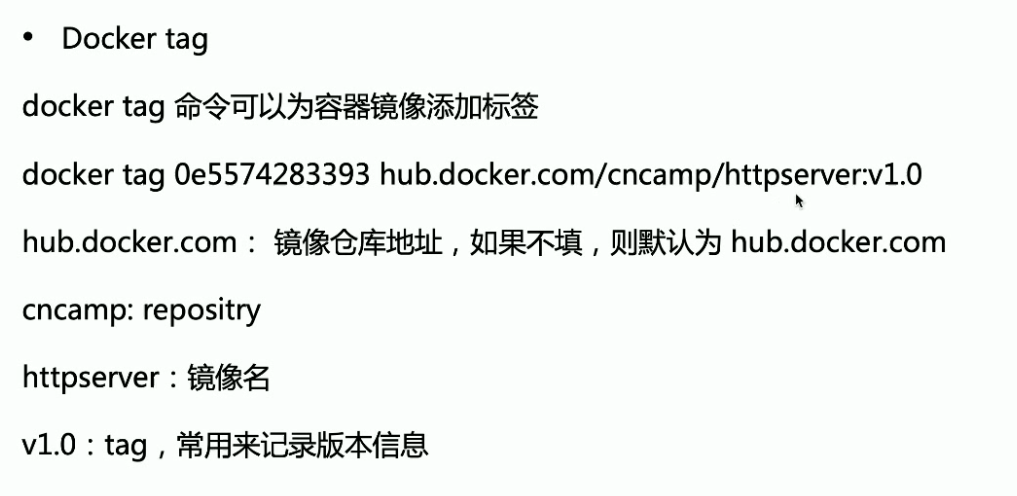 • Docker tag
docker tag 命令可以为容器镜像添加标签
docker tag 0e5574283393 hub.docker.com/cncamp/httpserver:v1.0
hub.docker.com： 镜像仓库地址，如果不填，则默认为 hub.docker.com
cncamp: repositry
httpserver：镜像名
v1.0：tag，常用来记录版本信息